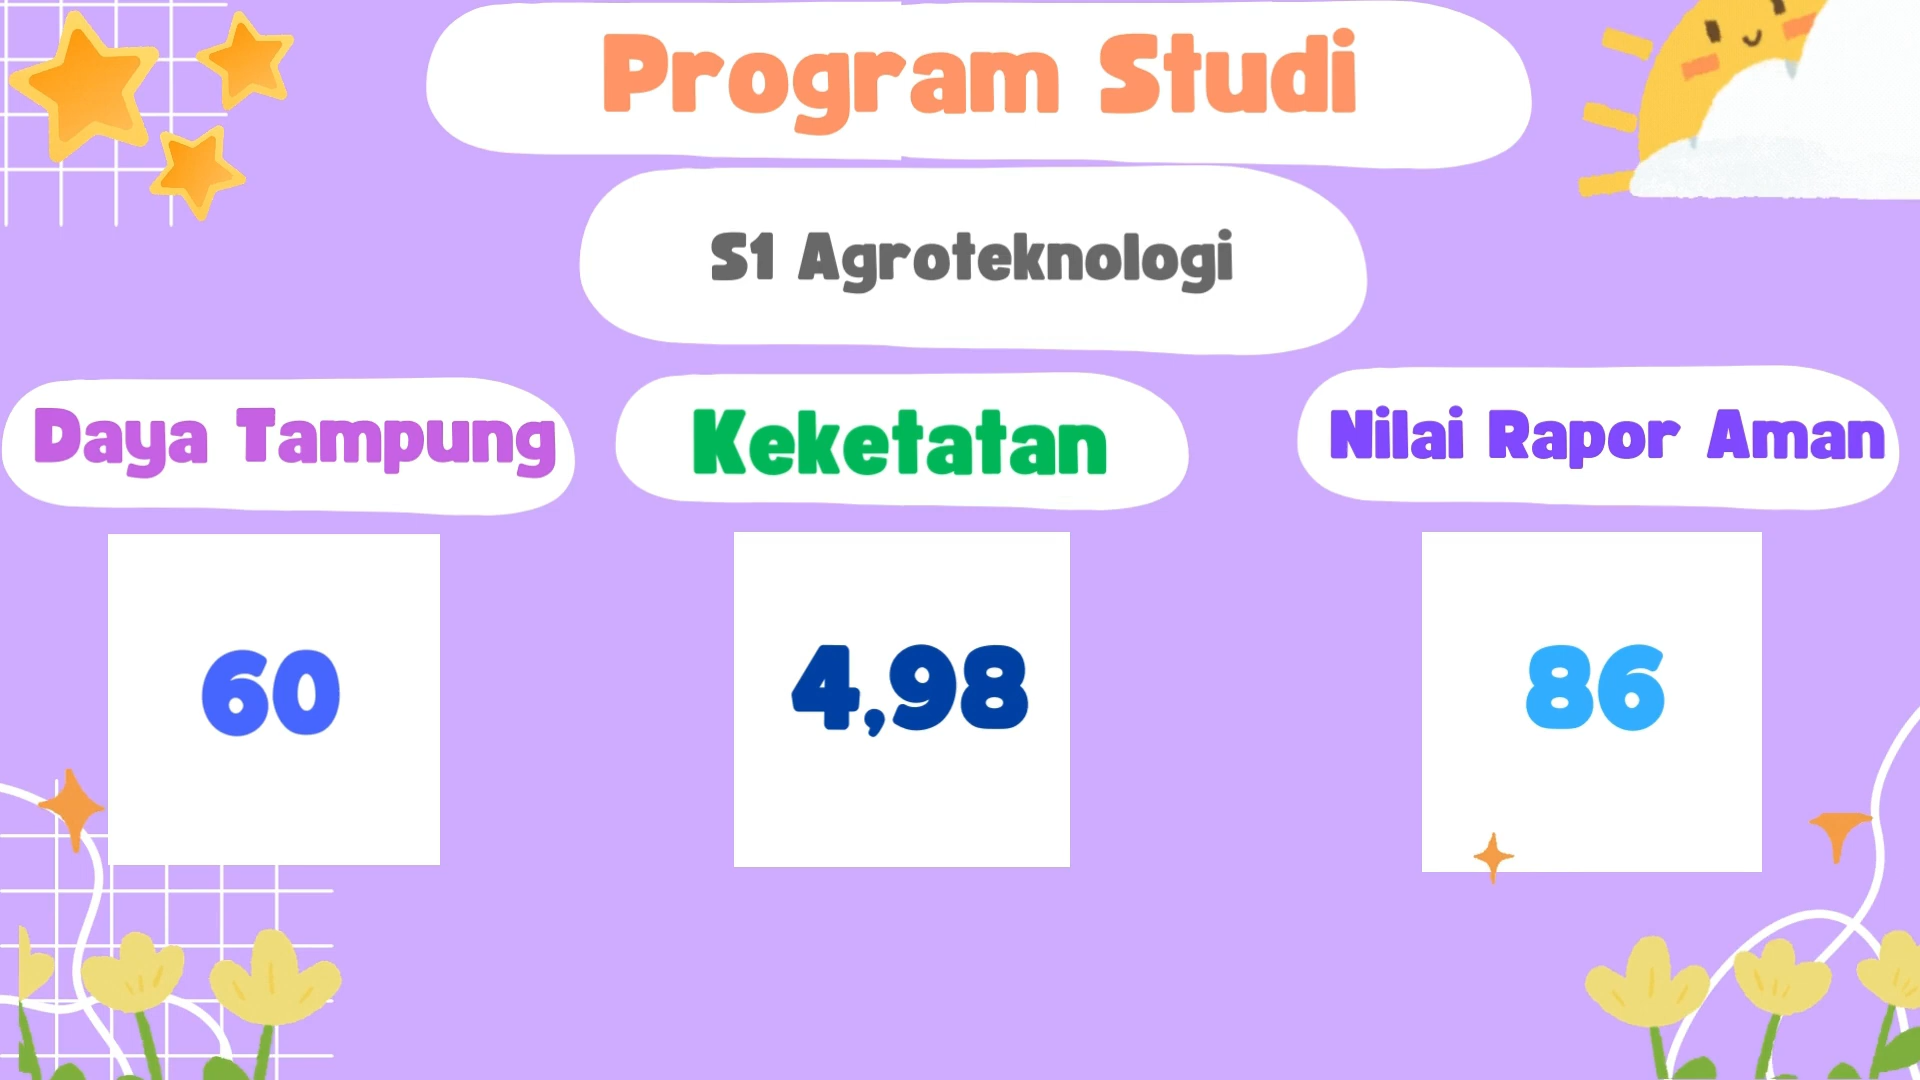 Program Studi
S1 Agroteknologi
Daya Tampung
Keketatan
Nilai Rapor Aman
60
4,98
86